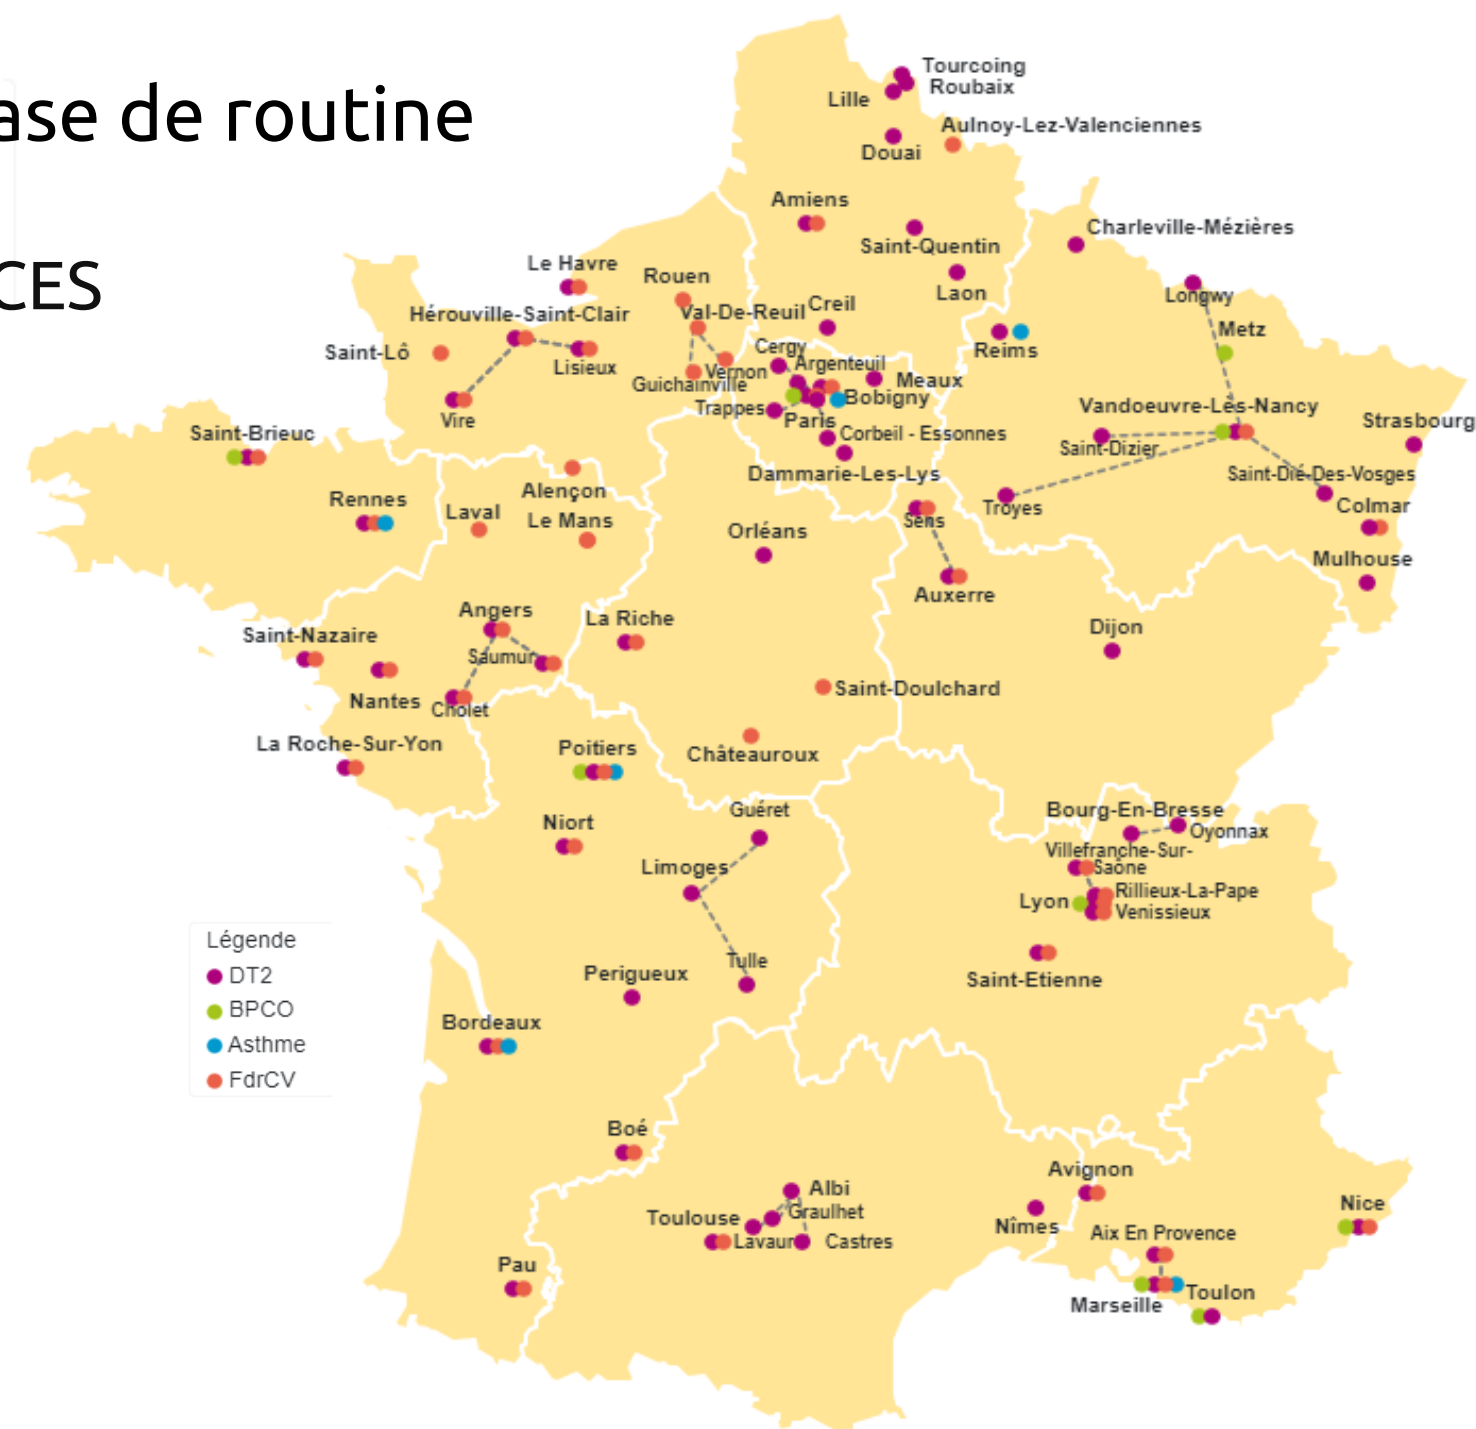 ase de routine
CES
Tourcoing
Roubaix
Lille
Aulnoy-Lez-Valenciennes
Douai
Amiens
Charleville-Mézières
Saint-Quentin
Le Havre
Rouen
Laon
Longwy
Creil
Val-De-Reuil
Hérouville-Saint-Clair
Metz
Saint-Lô
Reims
Cergy
Argenteuil
Lisieux
Vernon
Guichainville
Meaux
Bobigny
Trappes
Paris
Vandoeuvre-Les-Nancy
Vire
Strasbourg
Saint-Brieuc
Corbeil - Essonnes
Saint-Dizier
Dammarie-Les-Lys
Saint-Dié-Des-Vosges
Alençon
Rennes
Laval
Le Mans
Troyes
Colmar
Sens
Orléans
Mulhouse
Auxerre
Angers
La Riche
Dijon
Saint-Nazaire
Saumur
Saint-Doulchard
Nantes
Cholet
La Roche-Sur-Yon
Poitiers
Châteauroux
Guéret
Bourg-En-Bresse
Oyonnax
Niort
Villefranche-Sur-
Saône
Limoges
Rillieux-La-Pape
Lyon
Venissieux
Légende
DT2
BPCO
Asthme
FdrCV
Tulle
Perigueux
Saint-Etienne
Bordeaux
Boé
Avignon
Albi
Graulhet
Toulouse
Lavaur
Castres
Nîmes
Nice
Aix En Provence
Pau
Toulon
Marseille